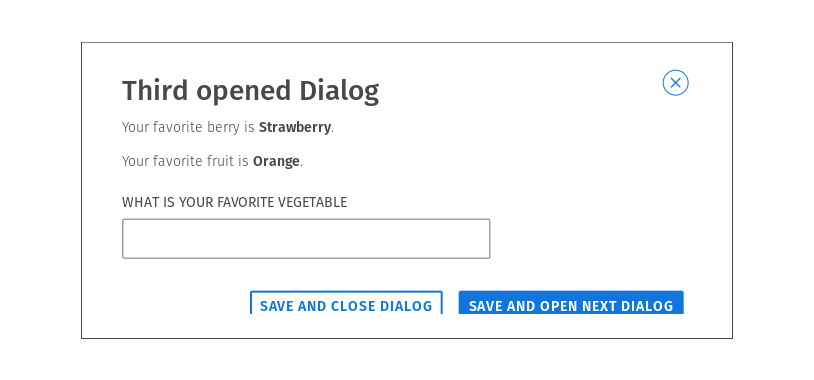 Third opened Dialog
Your favorite berry is Strawberry.
Your favorite fruit is Orange.
WHAT IS YOUR FAVORITE VEGETABLE
SAVE AND CLOSE DIALOG
SAVE AND OPEN NEXT DIALOG